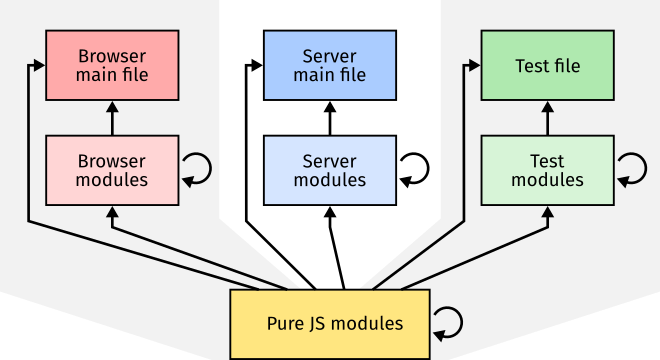 Browser
main file
Server
main file
Test file
Browser
modules
Server
modules
Test
modules
Pure JS modules